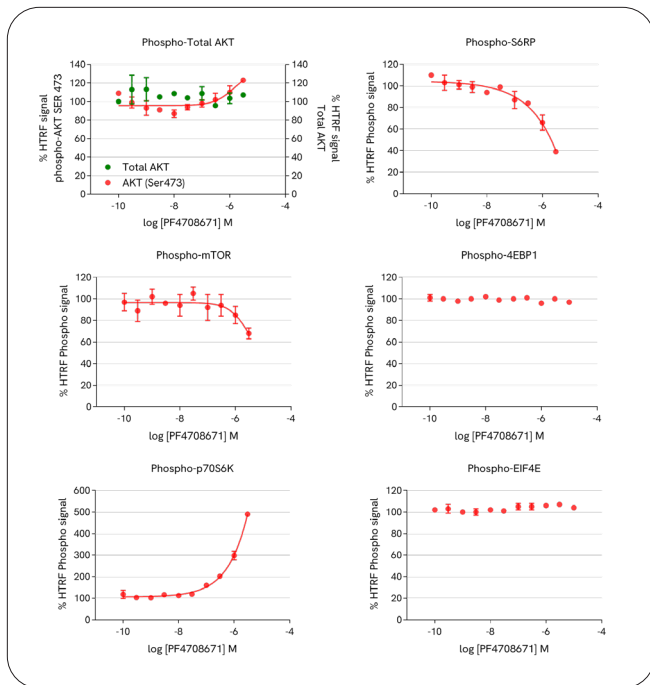 Phospho-Total AKT
% HTRF signal
phospho-AKT SER 473
140
120
100
80
60
40
20
0
Total AKT
AKT (Ser473)
140
120
100
80
60
40
20
0
% HTRF signal
Total AKT
-10 -8 -6 -4
log [PF4708671] M
Phospho-S6RP
% HTRF Phospho signal
120
100
80
60
40
20
0
-10 -8 -6 -4
log [PF4708671] M
Phospho-mTOR
% HTRF Phospho signal
120
100
80
60
40
20
0
-10 -8 -6 -4
log [PF4708671] M
Phospho-4EBP1
% HTRF Phospho signal
120
100
80
60
40
20
0
-10 -8 -6 -4
log [PF4708671] M
Phospho-p70S6K
% HTRF Phospho signal
600
500
400
300
200
100
0
-10 -8 -6 -4
log [PF4708671] M
Phospho-EIF4E
% HTRF Phospho signal
120
100
80
60
40
20
0
-10 -8 -6 -4
log [PF4708671] M